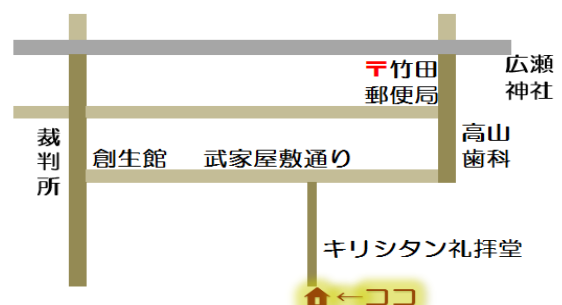 〒竹田
郵便局
広瀬
神社
裁判所
創生館
武家屋敷通り
高山
歯科
キリシタン礼拝堂
←ココ